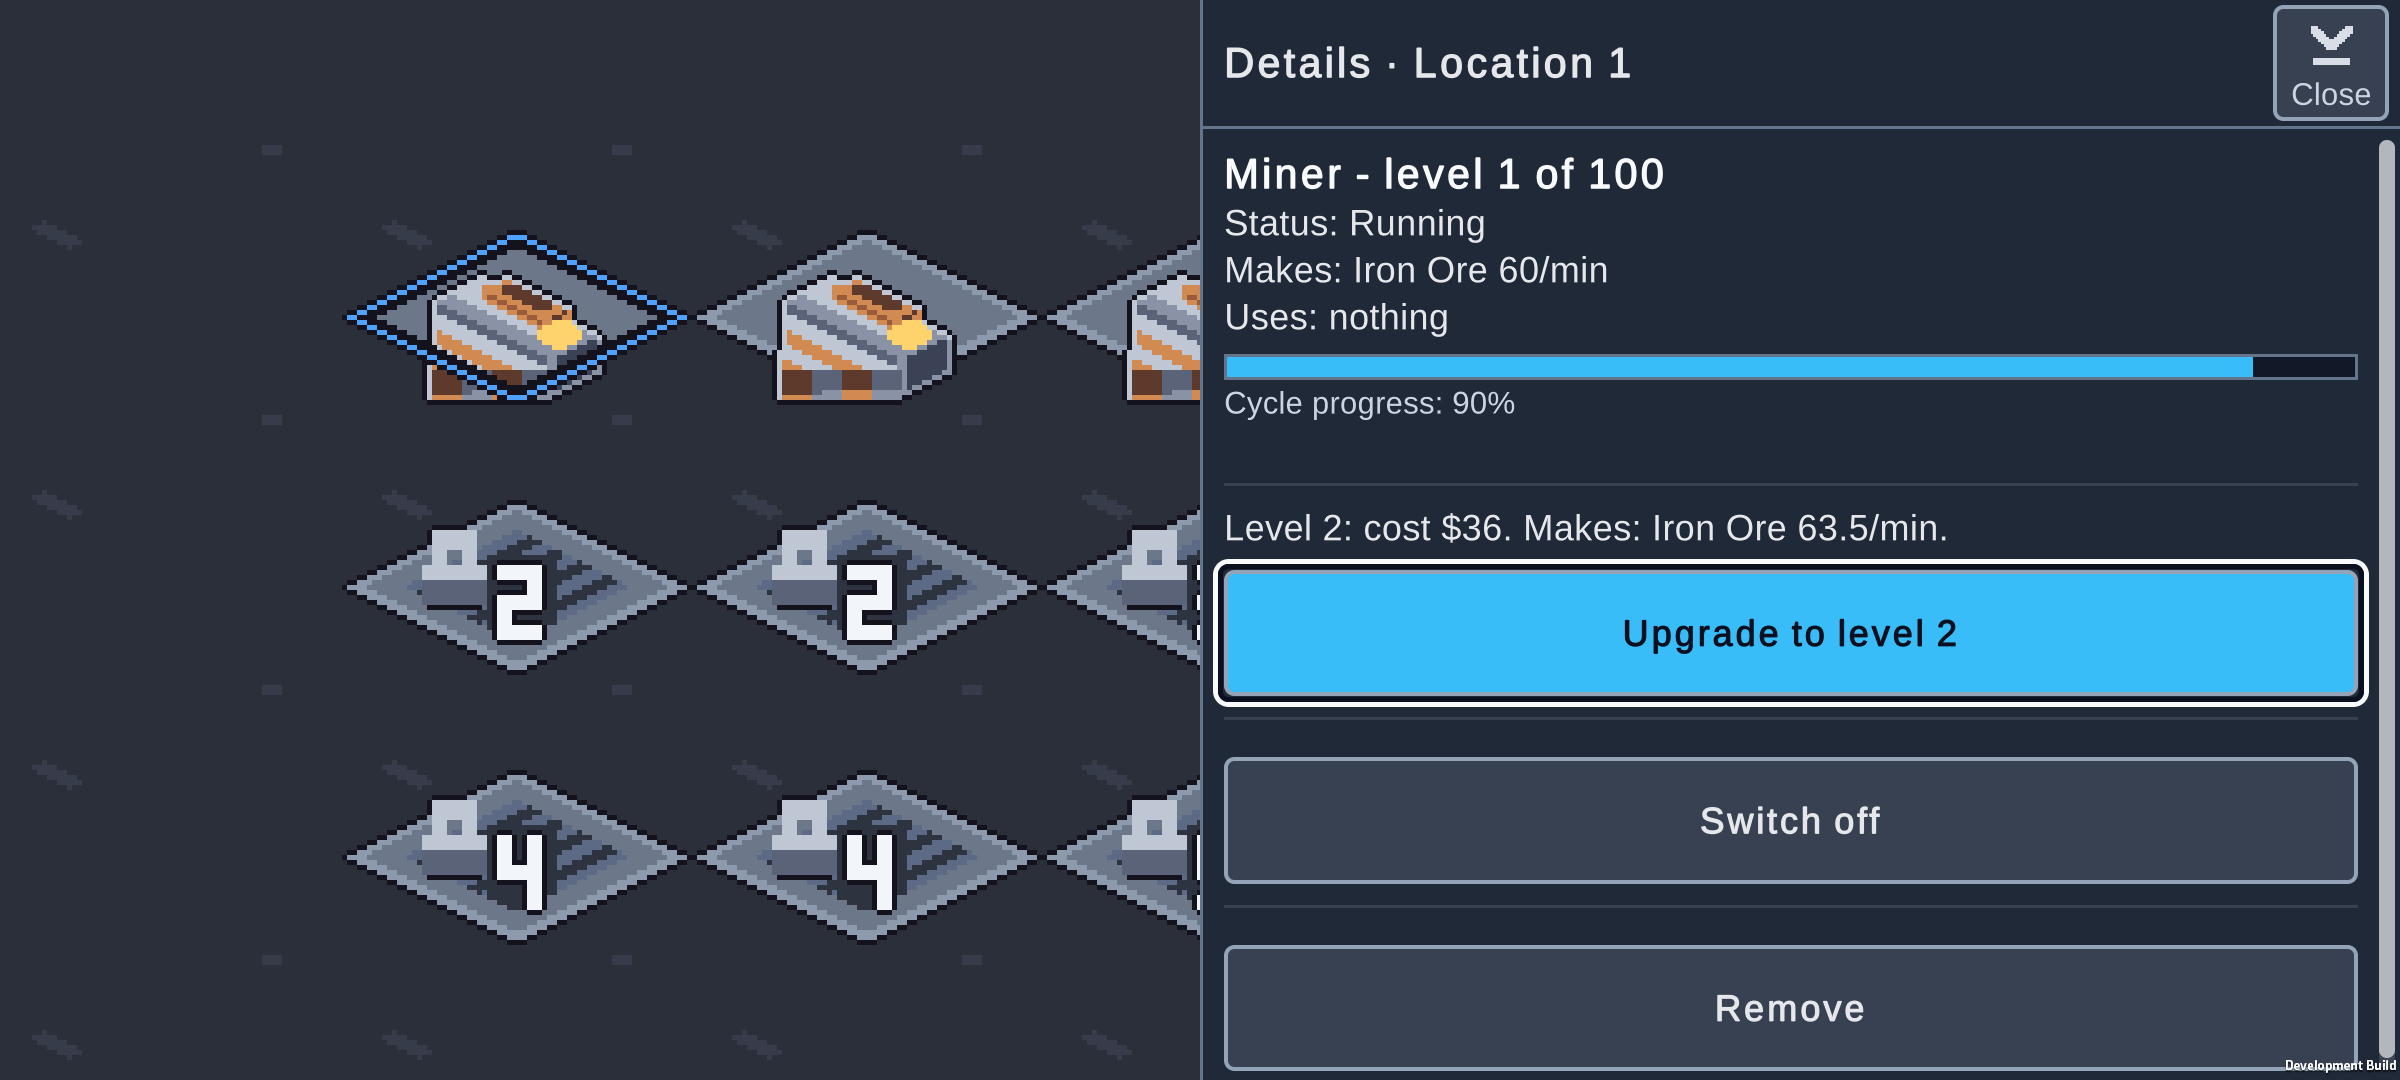 Details · Location 1
Close
Miner - level 1 of 100
Status: Running
Makes: Iron Ore 60/min
Uses: nothing
Cycle progress: 90%
Level 2: cost $36. Makes: Iron Ore 63.5/min.
Upgrade to level 2
2 2
Switch off
4 4
Remove
Development Build